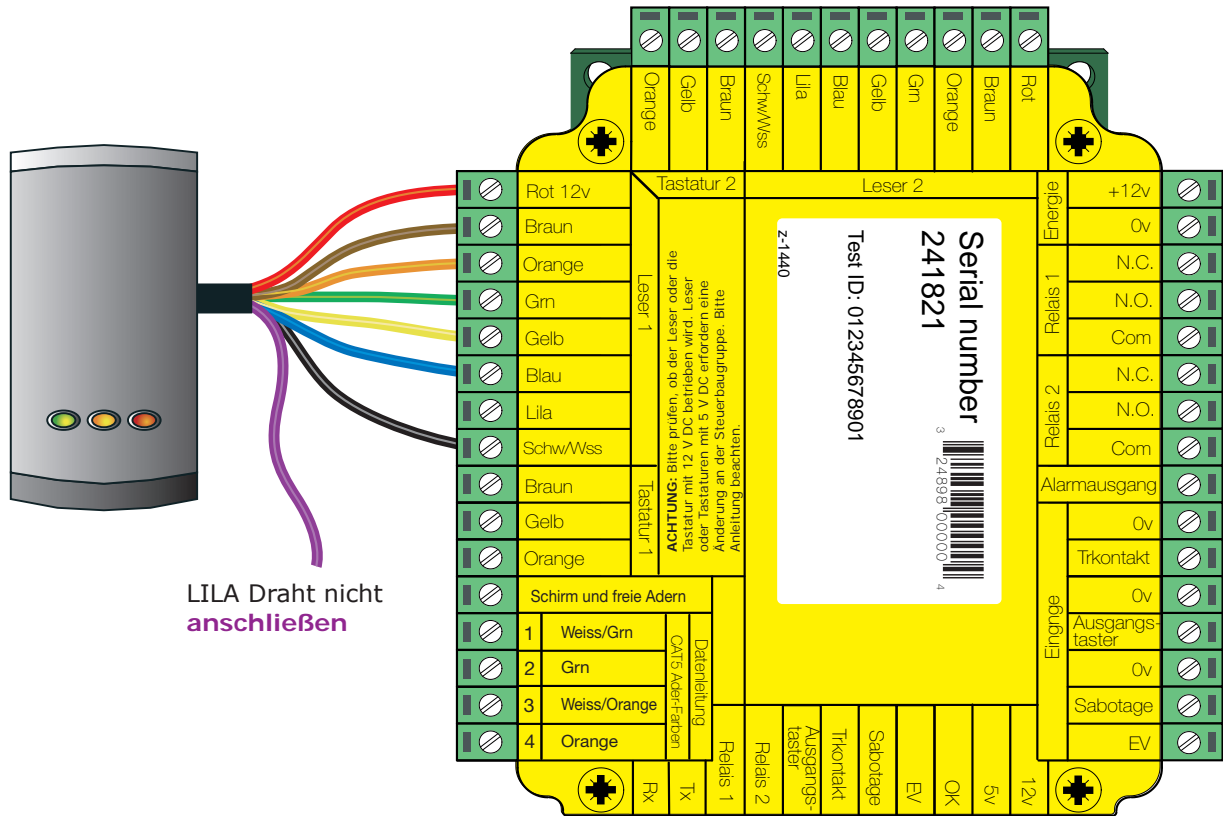 Orange
Gelb
Braun
Schw/Wss
Lila
Blau
Gelb
Grn
Orange
Braun
Rot
Tastatur 2
Leser 2
Rot 12v
Braun
Orange
Grn
Gelb
Blau
Lila
Schw/Wss
Braun
Gelb
Orange
Leser 1
Tastatur 1
ACHTUNG: Bitte prüfen, ob der Leser oder die
Tastatur mit 12 V DC betrieben wird. Leser
oder Tastaturen mit 5 V DC erfordern eine
Änderung an der Steuerbaugruppe. Bitte
Anleitung beachten.
Serial number
241821
Test ID: 012345678901
z-1440
3 24898 00000 4
Energie
+12v
0v
Relais 1
N.C.
N.O.
Com
Relais 2
N.C.
N.O.
Com
Alarmausgang
Eingnge
0v
Trkontakt
0v
Ausgangs-
taster
0v
Sabotage
EV
LILA Draht nicht
anschließen
Schirm und freie Adern
1 Weiss/Grn
2 Grn
3 Weiss/Orange
4 Orange
CAT5 Ader-Farben
Datenleitung
Rx
Tx
Relais 1
Relais 2
Ausgangs-
taster
Trkontakt
Sabotage
EV
OK
5v
12v